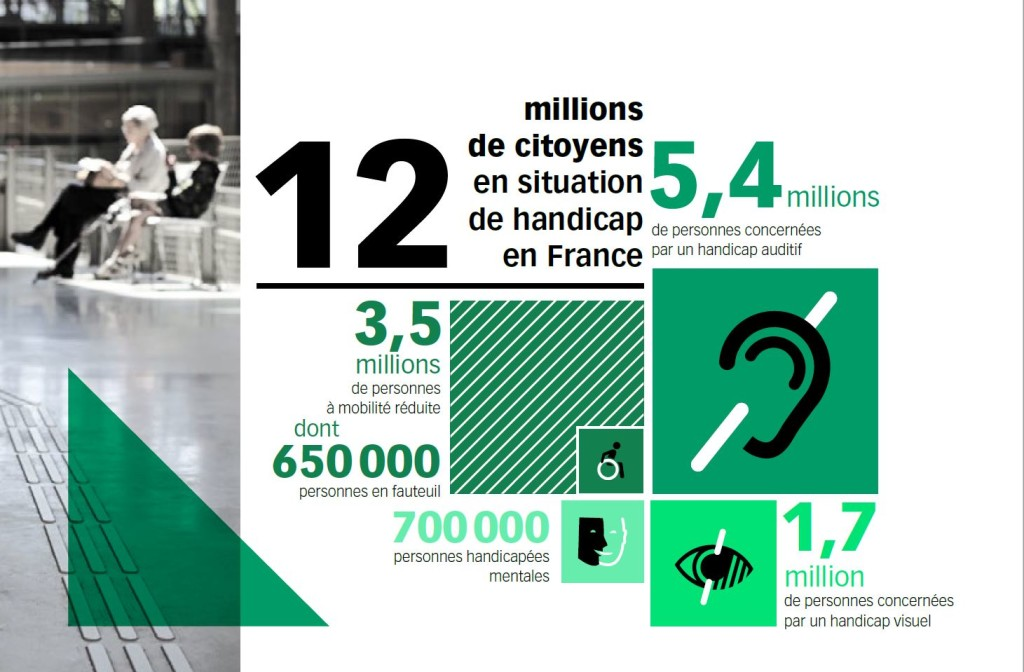 12
millions
de citoyens
en situation
de handicap
en France
5,4 millions
de personnes concernées
par un handicap auditif
3,5
millions
de personnes
à mobilité réduite
dont
650 000
personnes en fauteuil
700 000
personnes handicapées
mentales
1,7
million
de personnes concernées
par un handicap visuel